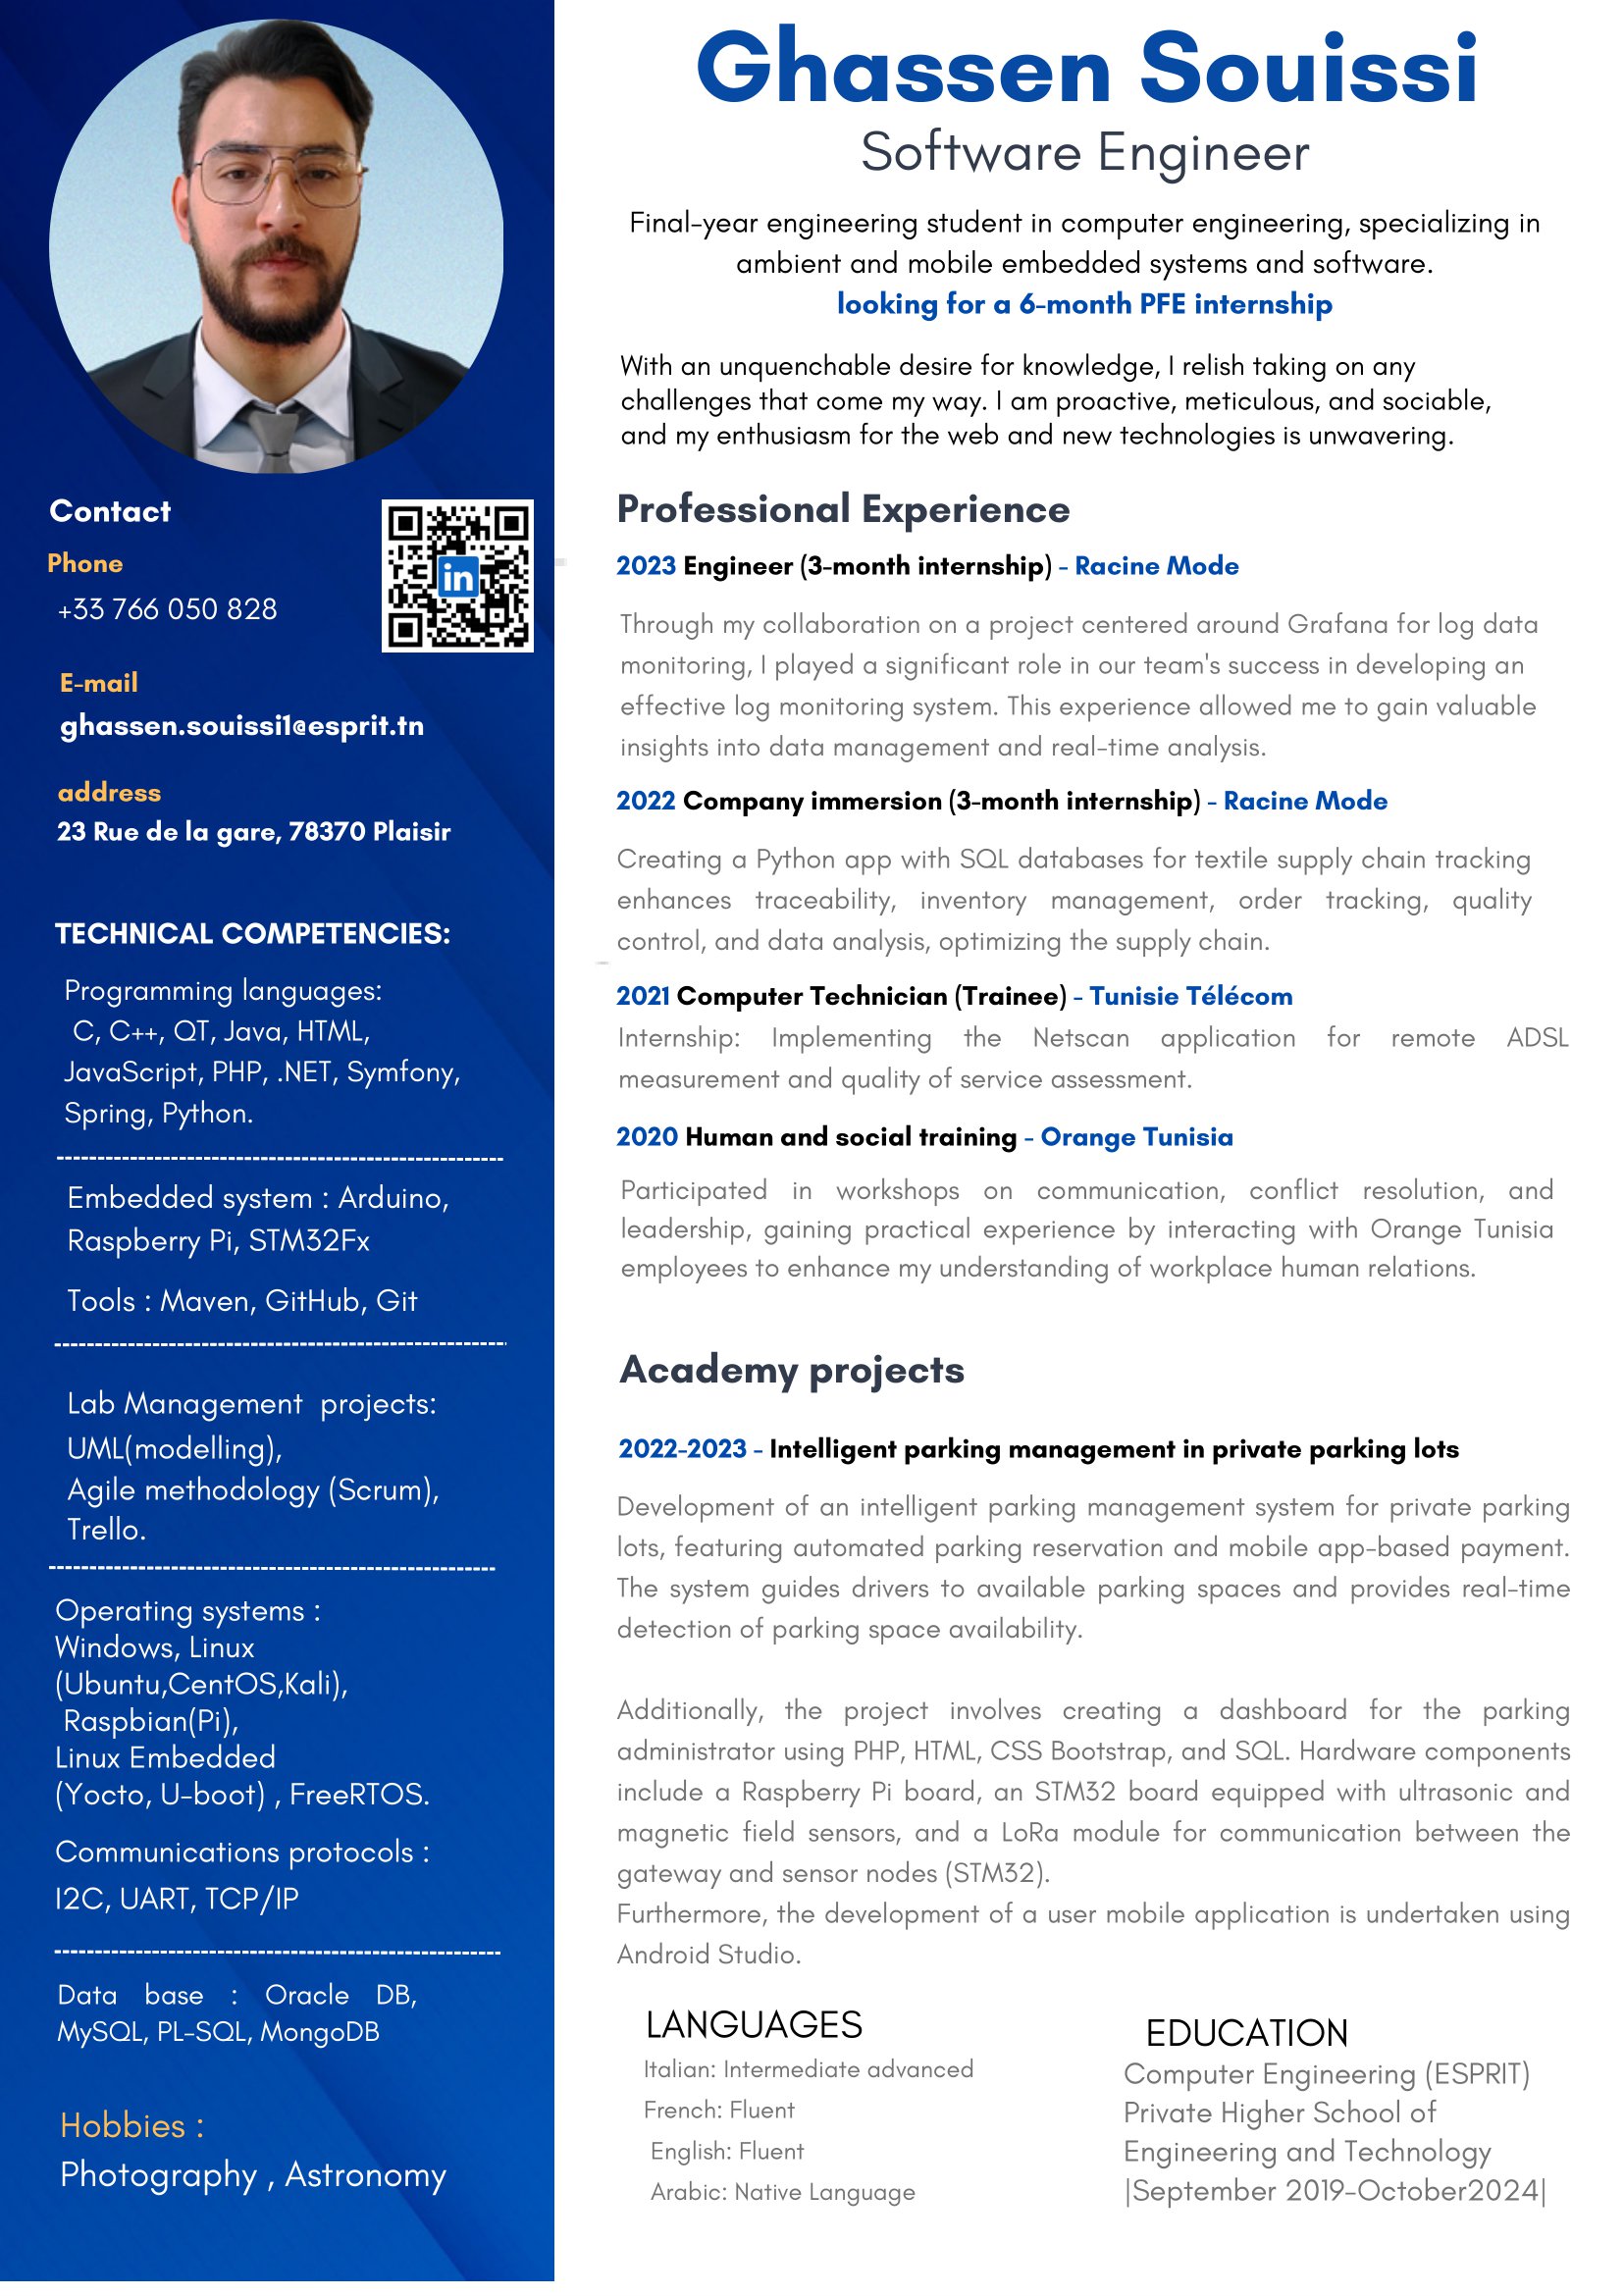 Ghassen Souissi
Software Engineer
Final-year engineering student in computer engineering, specializing in
ambient and mobile embedded systems and software.
looking for a 6-month PFE internship
With an unquenchable desire for knowledge, I relish taking on any
challenges that come my way. I am proactive, meticulous, and sociable,
and my enthusiasm for the web and new technologies is unwavering.
Contact
Phone
+33 766 050 828
in
E-mail
ghassen.souissi1@esprit.tn
address
23 Rue de la gare, 78370 Plaisir
TECHNICAL COMPETENCIES:
Programming languages:
C, C++, QT, Java, HTML,
JavaScript, PHP, .NET, Symfony,
Spring, Python.
Embedded system : Arduino,
Raspberry Pi, STM32Fx
Tools : Maven, GitHub, Git
Lab Management projects:
UML(modelling),
Agile methodology (Scrum),
Trello.
Operating systems :
Windows, Linux
(Ubuntu,CentOS,Kali),
Raspbian(Pi),
Linux Embedded
(Yocto, U-boot) , FreeRTOS.
Communications protocols :
I2C, UART, TCP/IP
Data base : Oracle DB,
MySQL, PL-SQL, MongoDB
Hobbies :
Photography , Astronomy
Professional Experience
2023 Engineer (3-month internship) - Racine Mode
Through my collaboration on a project centered around Grafana for log data
monitoring, I played a significant role in our team's success in developing an
effective log monitoring system. This experience allowed me to gain valuable
insights into data management and real-time analysis.
2022 Company immersion (3-month internship) - Racine Mode
Creating a Python app with SQL databases for textile supply chain tracking
enhances traceability, inventory management, order tracking, quality
control, and data analysis, optimizing the supply chain.
2021 Computer Technician (Trainee) - Tunisie Télécom
Internship: Implementing the Netscan application for remote ADSL
measurement and quality of service assessment.
2020 Human and social training - Orange Tunisia
Participated in workshops on communication, conflict resolution, and
leadership, gaining practical experience by interacting with Orange Tunisia
employees to enhance my understanding of workplace human relations.
Academy projects
2022-2023 - Intelligent parking management in private parking lots
Development of an intelligent parking management system for private parking
lots, featuring automated parking reservation and mobile app-based payment.
The system guides drivers to available parking spaces and provides real-time
detection of parking space availability.
Additionally, the project involves creating a dashboard for the parking
administrator using PHP, HTML, CSS Bootstrap, and SQL. Hardware components
include a Raspberry Pi board, an STM32 board equipped with ultrasonic and
magnetic field sensors, and a LoRa module for communication between the
gateway and sensor nodes (STM32).
Furthermore, the development of a user mobile application is undertaken using
Android Studio.
LANGUAGES
Italian: Intermediate advanced
French: Fluent
English: Fluent
Arabic: Native Language
EDUCATION
Computer Engineering (ESPRIT)
Private Higher School of
Engineering and Technology
|September 2019-October2024|